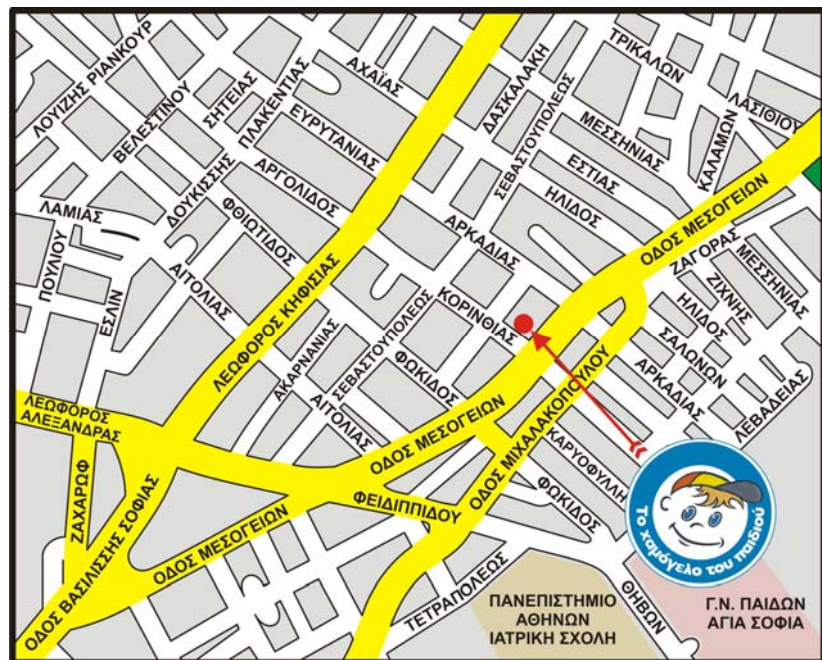 ΛΟΥΙΖΗΣ ΡΙΑΝΚΟΥΡ
ΒΕΛΕΣΤΙΝΟΥ
ΣΗΤΕΙΑΣ
ΠΛΑΚΕΝΤΙΑΣ
ΔΟΥΚΙΣΣΗΣ
ΑΧΑΪΑΣ
ΕΥΡΥΤΑΝΙΑΣ
ΑΡΓΟΛΙΔΟΣ
ΦΘΙΩΤΙΔΟΣ
ΑΙΤΟΛΙΑΣ
ΛΑΜΙΑΣ
ΠΟΥΛΙΟΥ
ΕΣΛΙΝ
ΛΕΩΦΟΡΟΣ ΚΗΦΙΣΙΑΣ
ΔΑΣΚΑΛΑΚΗ
ΣΕΒΑΣΤΟΥΠΟΛΕΩΣ
ΤΡΙΚΑΛΩΝ
ΛΑΣΙΘΙΟΥ
ΜΕΣΣΗΝΙΑΣ
ΚΑΛΑΜΩΝ
ΕΣΤΙΑΣ
ΗΛΙΔΟΣ
ΑΡΚΑΔΙΑΣ
ΟΔΟΣ ΜΕΣΟΓΕΙΩΝ
ΖΑΓΟΡΑΣ
ΜΕΣΣΗΝΙΑΣ
ΖΙΧΝΗΣ
ΗΛΙΔΟΣ
ΣΑΛΩΝΩΝ
ΑΡΚΑΔΙΑΣ
ΛΕΒΑΔΕΙΑΣ
ΚΟΡΙΝΘΙΑΣ
ΣΕΒΑΣΤΟΥΠΟΛΕΩΣ
ΑΚΑΡΝΑΝΙΑΣ
ΦΩΚΙΔΟΣ
ΑΙΤΟΛΙΑΣ
ΟΔΟΣ ΜΕΣΟΓΕΙΩΝ
ΟΔΟΣ ΜΙΧΑΛΑΚΟΠΟΥΛΟΥ
ΚΑΡΥΟΦΥΛΛΗ
ΦΩΚΙΔΟΣ
ΛΕΩΦΟΡΟΣ
ΑΛΕΞΑΝΔΡΑΣ
ΖΑΧΑΡΩΦ
ΦΕΙΔΙΠΠΙΔΟΥ
ΟΔΟΣ ΒΑΣΙΛΙΣΣΗΣ ΣΟΦΙΑΣ
ΟΔΟΣ ΜΕΣΟΓΕΙΩΝ
ΤΕΤΡΑΠΟΛΕΩΣ
ΘΗΒΩΝ
Το χαμόγελο του παιδιού
ΠΑΝΕΠΙΣΤΗΜΙΟ
ΑΘΗΝΩΝ
ΙΑΤΡΙΚΗ ΣΧΟΛΗ
Γ.Ν. ΠΑΙΔΩΝ
ΑΓΙΑ ΣΟΦΙΑ